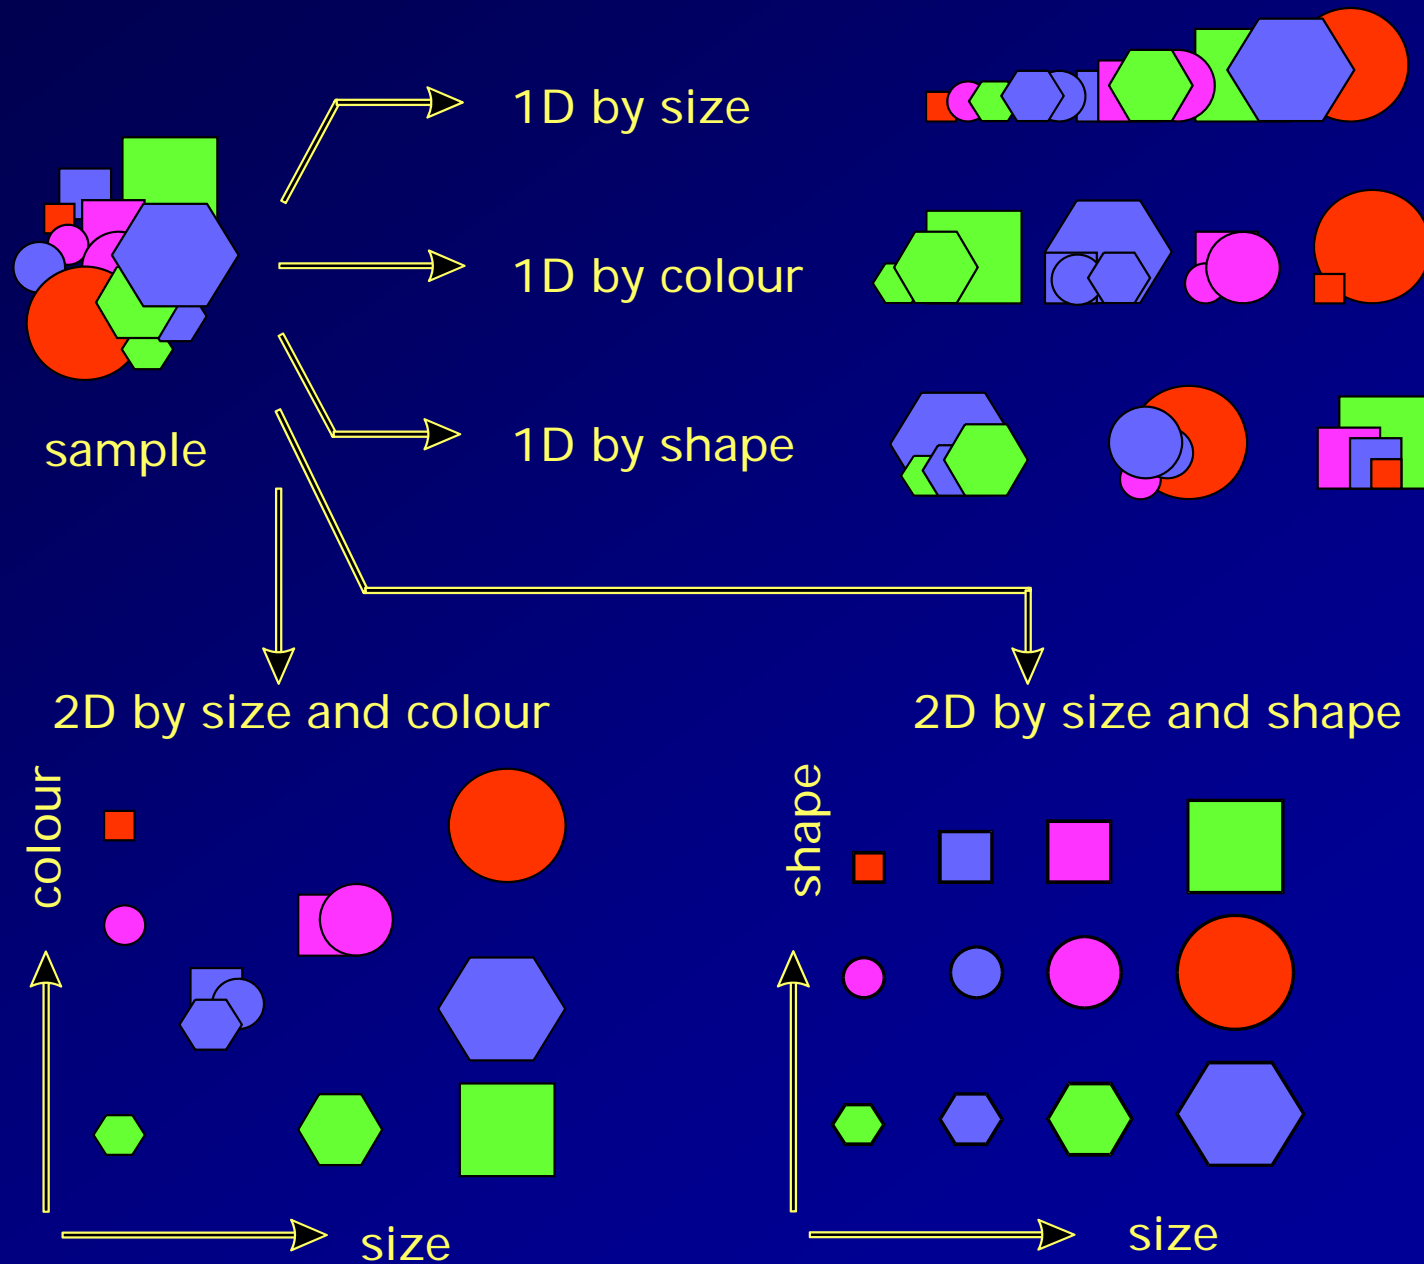 1D by size
1D by colour
1D by shape
sample
2D by size and colour
2D by size and shape
colour
size
shape
size